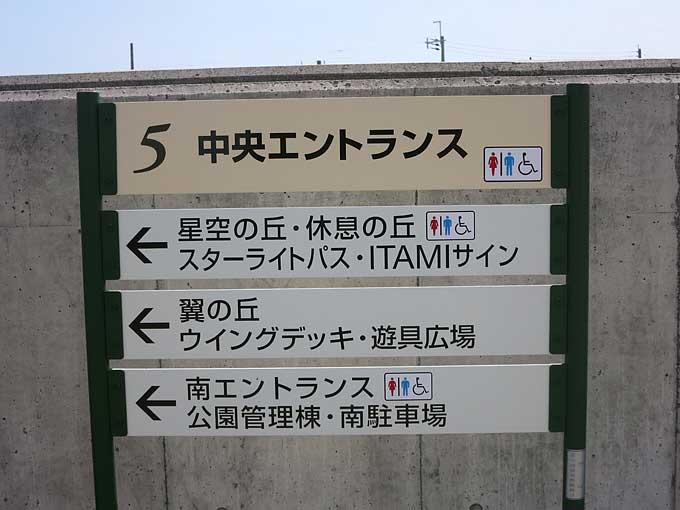 5 中央エントランス
← 星空の丘・休息の丘
スターライトパス・ITAMIサイン
← 翼の丘
ウイングデッキ・遊具広場
← 南エントランス
公園管理棟・南駐車場